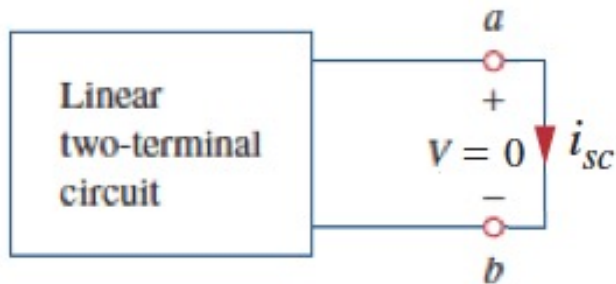 a
Linear
+
two-terminal
V = 0
i_sc
circuit
−
b